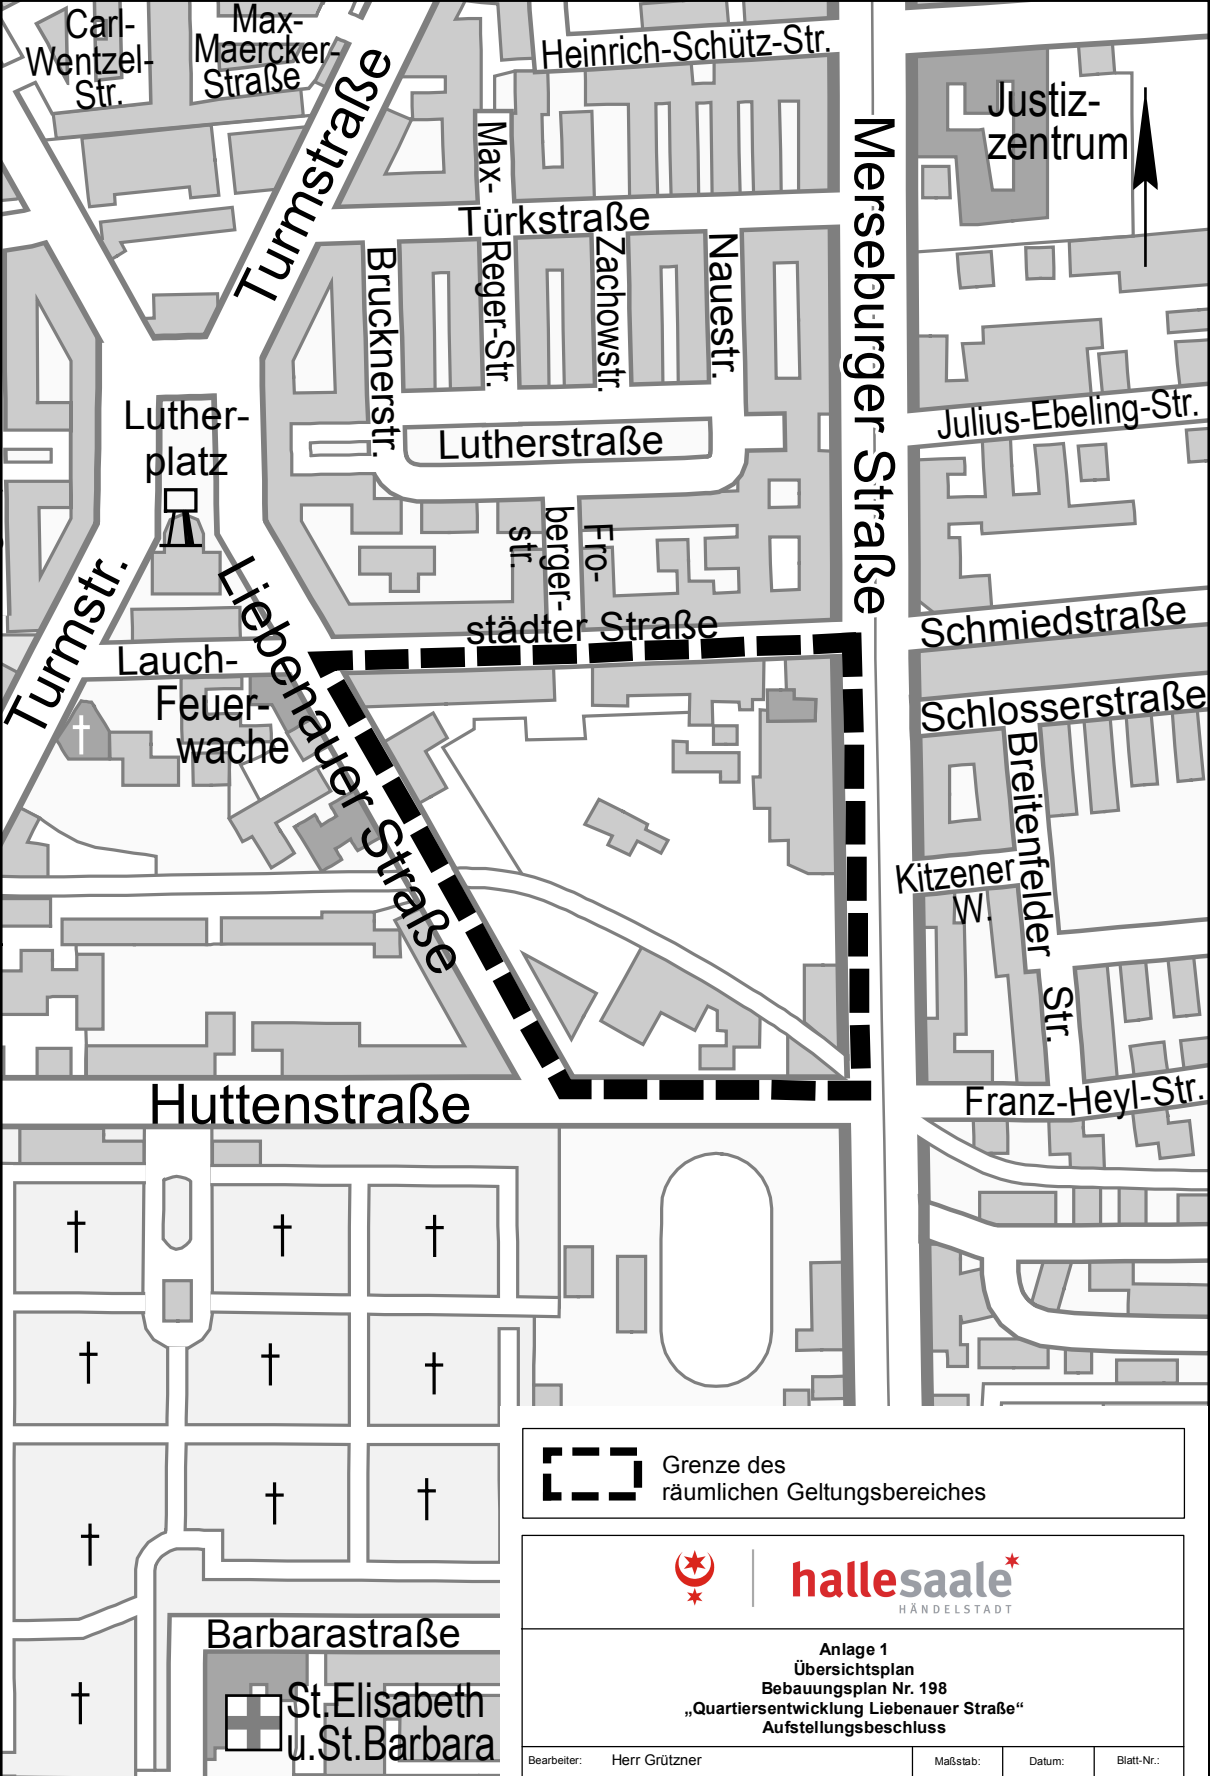 Carl-
Wentzel-
Str.
Max-
Maercker-
Straße
Turmstraße
Heinrich-Schütz-Str.
Justiz-
zentrum
Max-
Reger-Str.
Türkstraße
Merseburger Straße
Brucknerstr.
Zachowstr.
Nauestr.
Luther-
platz
Lutherstraße
Julius-Ebeling-Str.
Fro-
berger-
str.
Turmstr.
Liebenauer Straße
Lauch-
städter Straße
Schmiedstraße
Feuer-
wache
Schlosserstraße
Breitenfelder
Str.
Kitzener
W.
Huttenstraße
Franz-Heyl-Str.
Barbarastraße
St.Elisabeth
u.St.Barbara
Grenze des
räumlichen Geltungsbereiches
hallesaale
HÄNDELSTADT
Anlage 1
Übersichtsplan
Bebauungsplan Nr. 198
„Quartiersentwicklung Liebenauer Straße“
Aufstellungsbeschluss
Bearbeiter: Herr Grützner Maßstab: Datum: Blatt-Nr.: